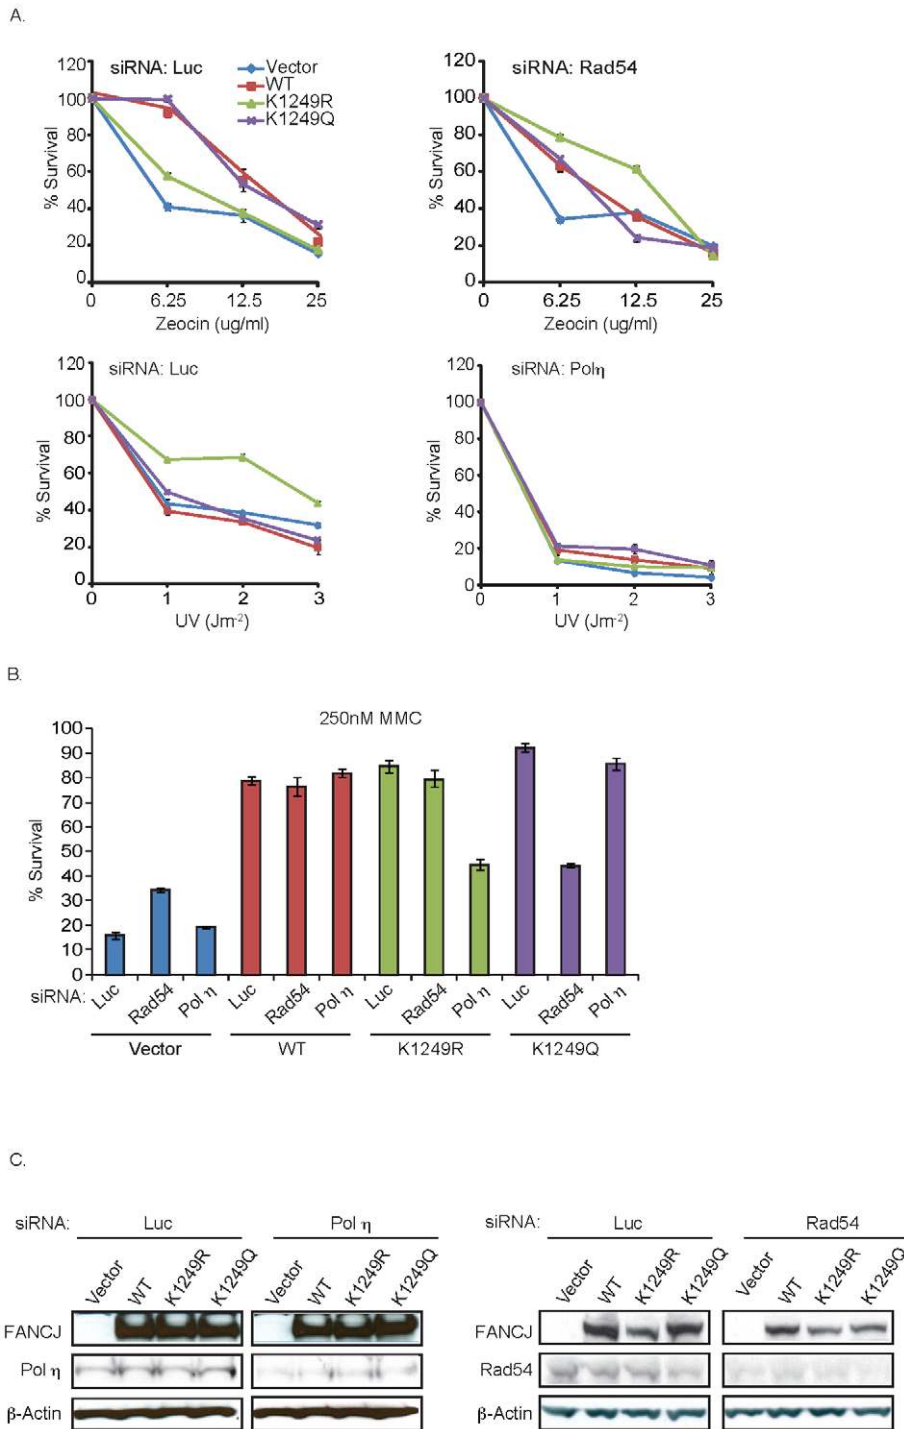 A.
siRNA: Luc
Vector
WT
K1249R
K1249Q
120
100
80
60
40
20
0
% Survival
0 6.25 12.5 25
Zeocin (ug/ml)
siRNA: Rad54
120
100
80
60
40
20
0
% Survival
0 6.25 12.5 25
Zeocin (ug/ml)
siRNA: Luc
120
100
80
60
40
20
0
% Survival
0 1 2 3
UV (Jm-2)
siRNA: Polη
120
100
80
60
40
20
0
% Survival
0 1 2 3
UV (Jm-2)
B.
250nM MMC
100
90
80
70
60
50
40
30
20
10
0
% Survival
siRNA: Luc Rad54 Pol η Luc Rad54 Pol η Luc Rad54 Pol η Luc Rad54 Pol η
Vector WT K1249R K1249Q
C.
siRNA: Luc Pol η
Vector WT K1249R K1249Q Vector WT K1249R K1249Q
FANCJ
Pol η
β-Actin
siRNA: Luc Rad54
Vector WT K1249R K1249Q Vector WT K1249R K1249Q
FANCJ
Rad54
β-Actin